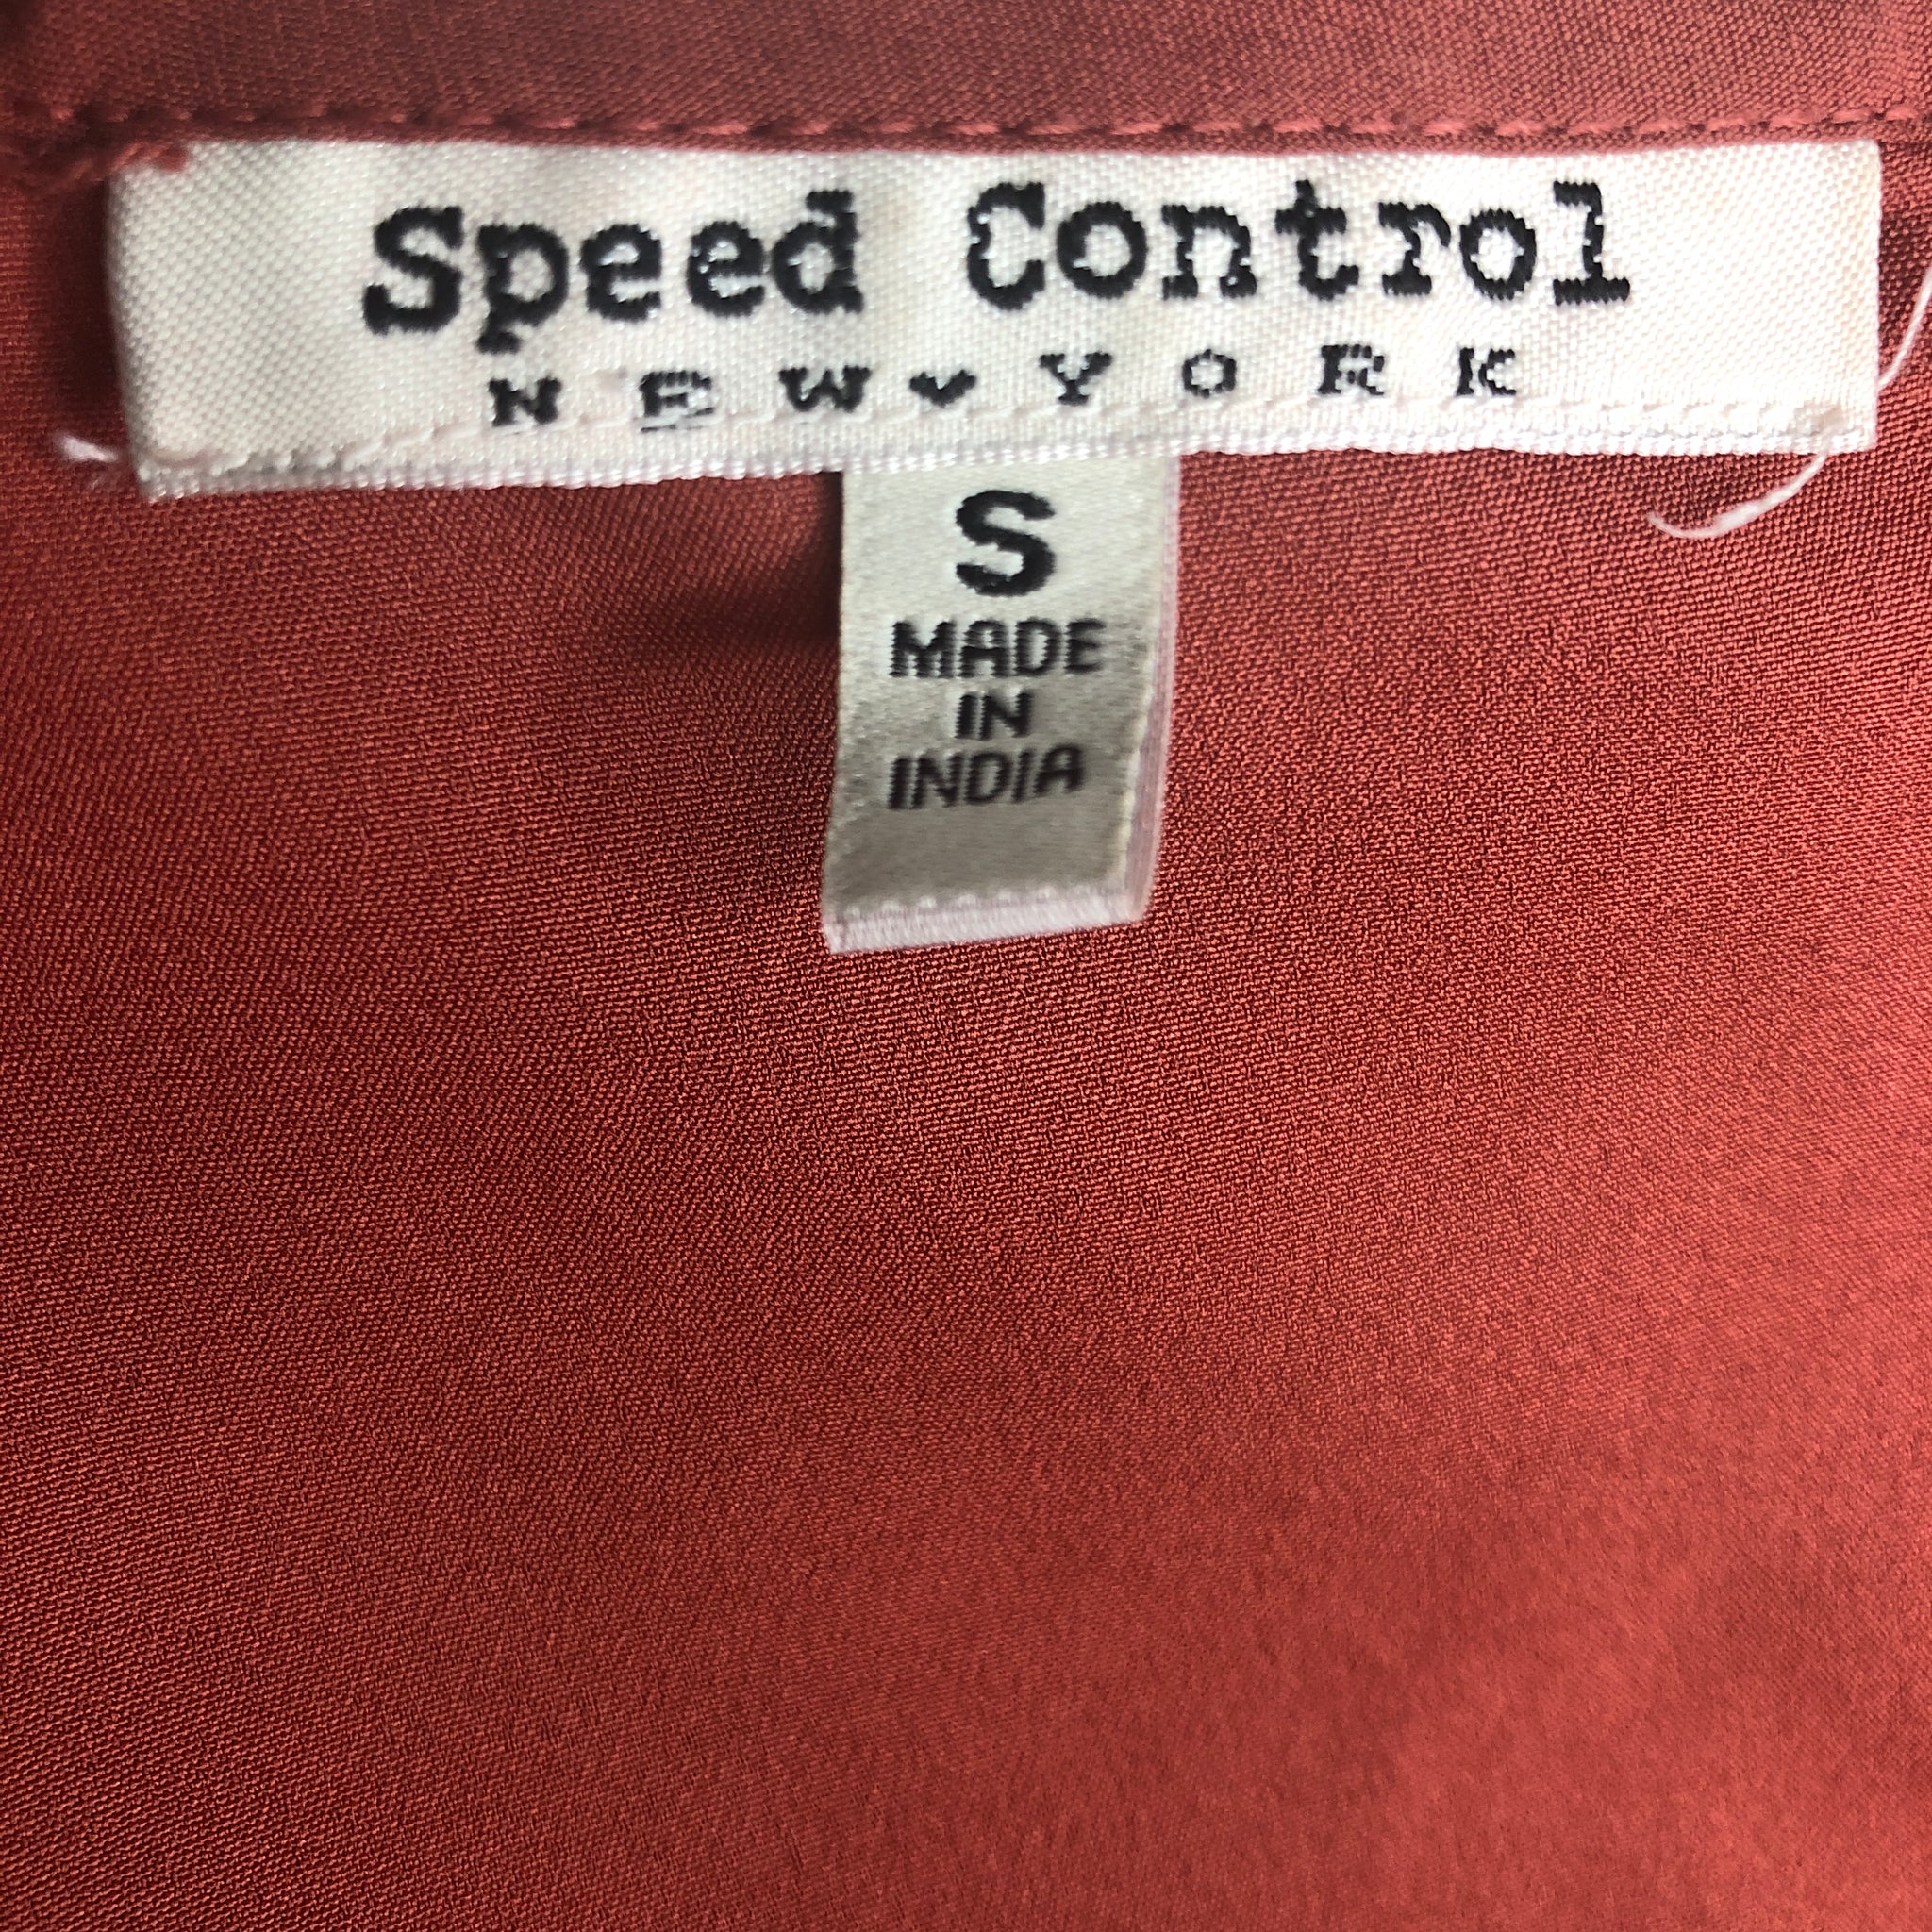 Speed Control
NEW♥YORK
S
MADE
IN
INDIA